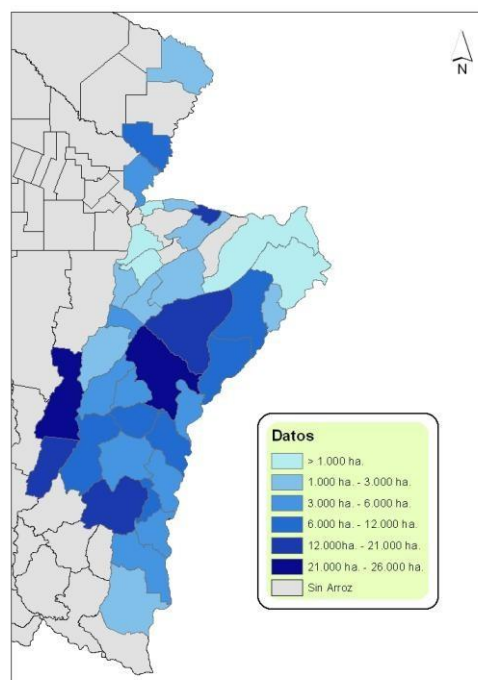 N
Datos
> 1.000 ha.
1.000 ha. - 3.000 ha.
3.000 ha. - 6.000 ha.
6.000 ha. - 12.000 ha.
12.000ha. - 21.000 ha.
21.000 ha. - 26.000 ha.
Sin Arroz